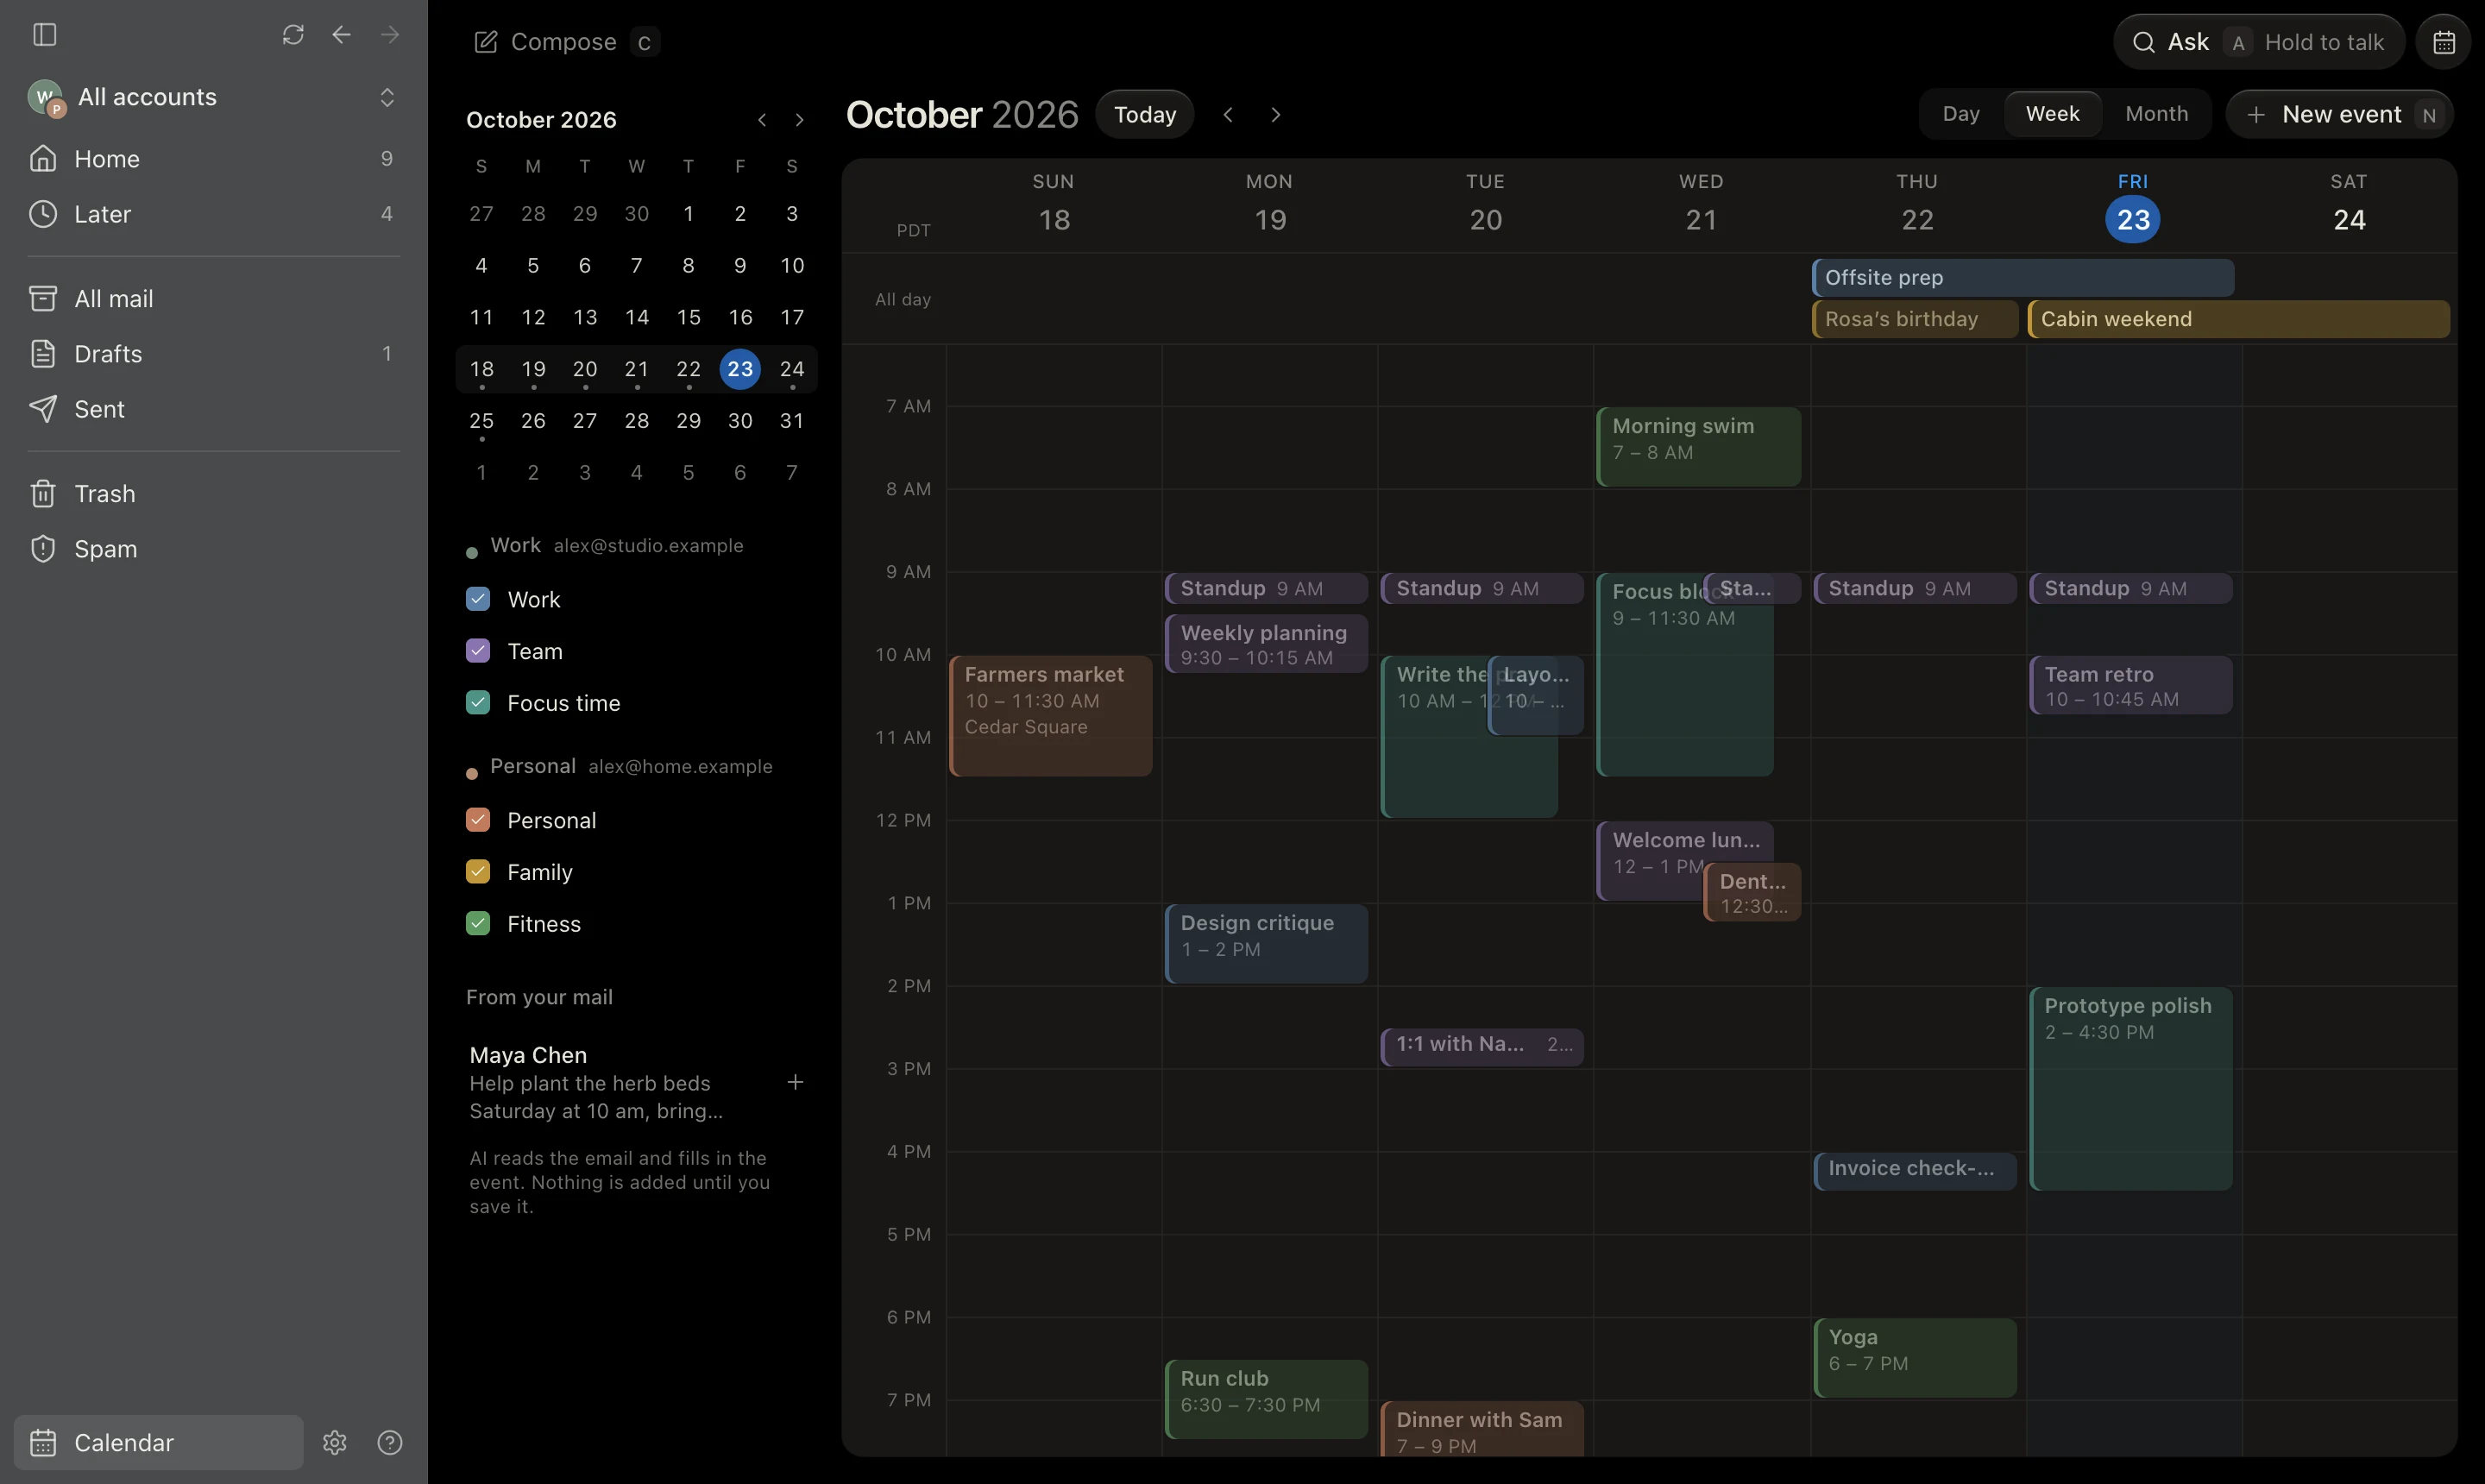 W
P
All accounts
Home 9
Later 4
All mail
Drafts 1
Sent
Trash
Spam
Calendar
Compose C
Ask A Hold to talk
October 2026
S M T W T F S
27 28 29 30 1 2 3
4 5 6 7 8 9 10
11 12 13 14 15 16 17
18 19 20 21 22 23 24
25 26 27 28 29 30 31
1 2 3 4 5 6 7
Work alex@studio.example
Work
Team
Focus time
Personal alex@home.example
Personal
Family
Fitness
From your mail
Maya Chen
Help plant the herb beds
Saturday at 10 am, bring...
AI reads the email and fills in the
event. Nothing is added until you
save it.
October 2026 Today
Day Week Month
New event N
PDT
SUN MON TUE WED THU FRI SAT
18 19 20 21 22 23 24
All day
Offsite prep
Rosa's birthday
Cabin weekend
7 AM
8 AM
9 AM
10 AM
11 AM
12 PM
1 PM
2 PM
3 PM
4 PM
5 PM
6 PM
7 PM
Farmers market
10 – 11:30 AM
Cedar Square
Standup 9 AM
Weekly planning
9:30 – 10:15 AM
Design critique
1 – 2 PM
Run club
6:30 – 7:30 PM
Standup 9 AM
Write the
10 AM – 12 PM
Layo...
10 – ...
1:1 with Na... 2...
Dinner with Sam
7 – 9 PM
Morning swim
7 – 8 AM
Focus block
9 – 11:30 AM
Sta...
Welcome lun...
12 – 1 PM
Dent...
12:30...
Standup 9 AM
Invoice check-...
Yoga
6 – 7 PM
Standup 9 AM
Team retro
10 – 10:45 AM
Prototype polish
2 – 4:30 PM